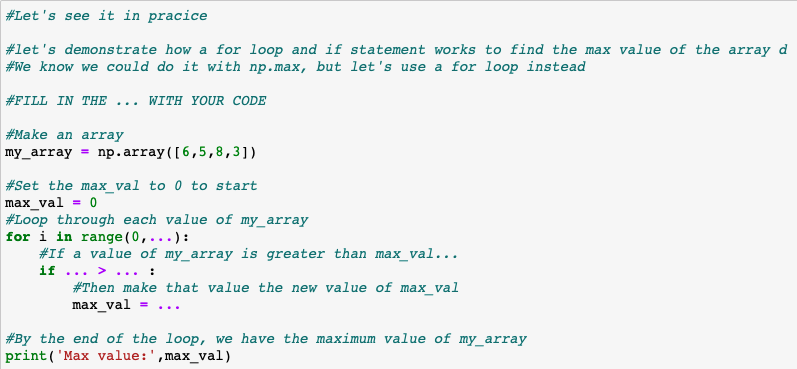 #Let's see it in pracice
#let's demonstrate how a for loop and if statement works to find the max value of the array d
#We know we could do it with np.max, but let's use a for loop instead
#FILL IN THE ... WITH YOUR CODE
#Make an array
my_array = np.array([6,5,8,3])
#Set the max_val to 0 to start
max_val = 0
#Loop through each value of my_array
for i in range(0,...):
    #If a value of my_array is greater than max_val...
    if ... > ... :
        #Then make that value the new value of max_val
        max_val = ...
#By the end of the loop, we have the maximum value of my_array
print('Max value:',max_val)